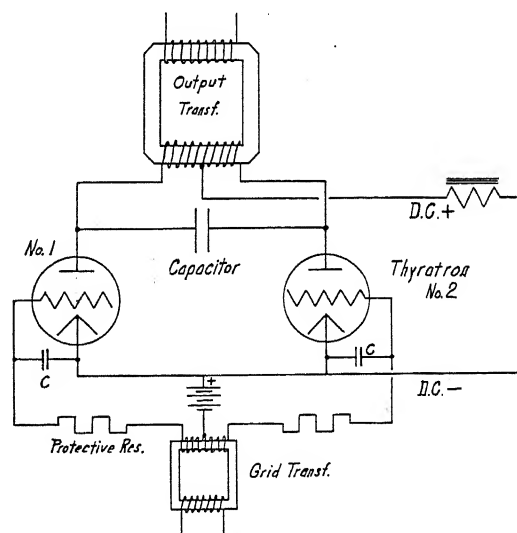 Output
Transf.
D.C.+
No.1
Capacitor
Thyratron
No.2
C
C
+
D.C.-
Protective Res.
Grid Transf.